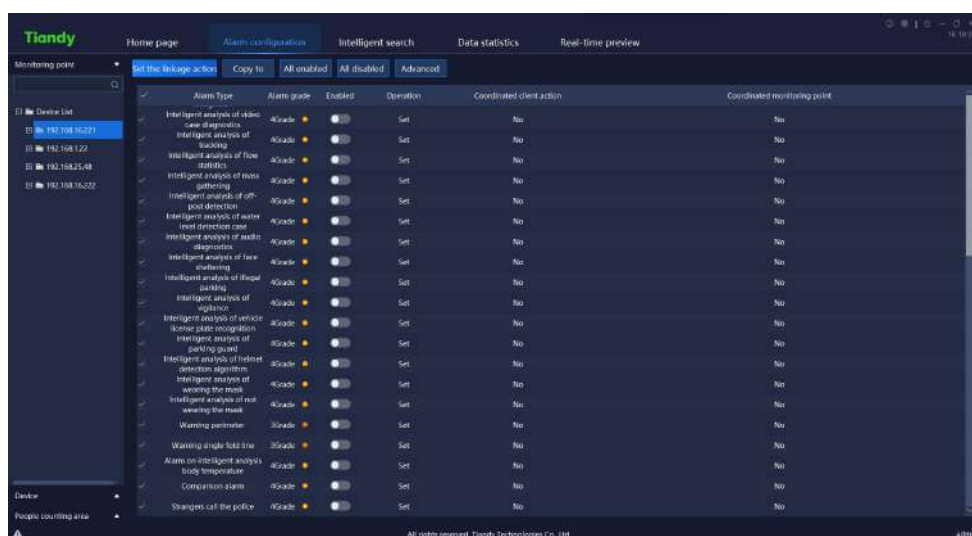 Tiandy
Home page Alarm configuration Intelligent search Data statistics Real-time preview
Monitoring point
Set the linkage action Copy to All enabled All disabled Advanced
Alarm Type Alarm grade Enabled Operation Coordinated client action Coordinated monitoring point
Device List
192.168.16.221
192.168.1.22
192.168.25.48
192.168.16.222
Intelligent analysis of video
case diagnostics 4Grade Set No No
Intelligent analysis of
tracking 4Grade Set No No
Intelligent analysis of flow
statistics 4Grade Set No No
Intelligent analysis of mass
gathering 4Grade Set No No
Intelligent analysis of off-
post detection 4Grade Set No No
Intelligent analysis of water
level detection case 4Grade Set No No
Intelligent analysis of audio
diagnostics 4Grade Set No No
Intelligent analysis of face
sheltering 4Grade Set No No
Intelligent analysis of illegal
parking 4Grade Set No No
Intelligent analysis of
vigilance 4Grade Set No No
Intelligent analysis of vehicle
license plate recognition 4Grade Set No No
Intelligent analysis of
parking guard 4Grade Set No No
Intelligent analysis of helmet
detection algorithm 4Grade Set No No
Intelligent analysis of
wearing the mask 4Grade Set No No
Intelligent analysis of not
wearing the mask 4Grade Set No No
Warning perimeter 3Grade Set No No
Warning single fold line 3Grade Set No No
Alarm on intelligent analysis
body temperature 4Grade Set No No
Comparison alarm 4Grade Set No No
Strangers call the police 4Grade Set No No
Device
People counting area
All rights reserved Tiandy Technologies Co., Ltd.